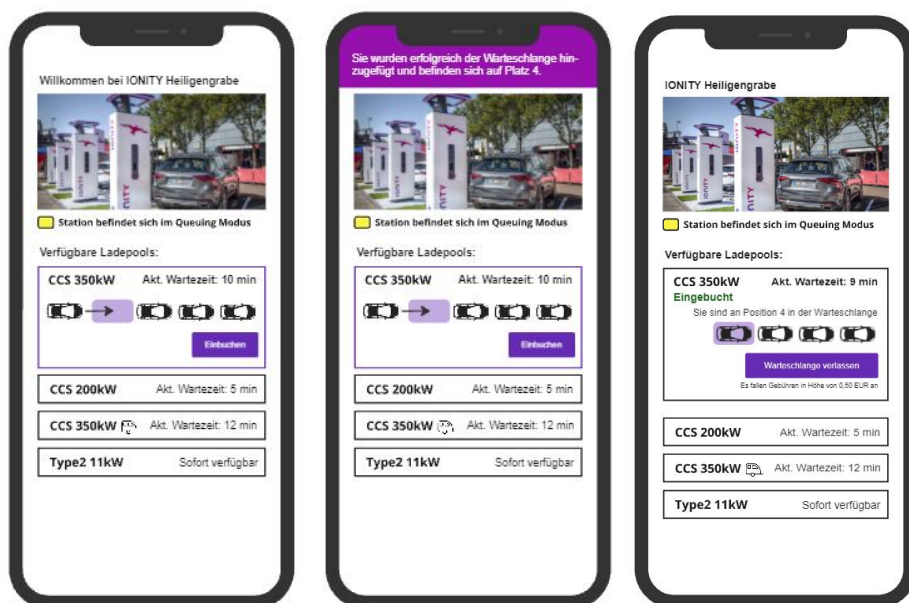 Willkommen bei IONITY Heiligengrabe
IONITY
Station befindet sich im Queuing Modus
Verfügbare Ladepools:
CCS 350kW Akt. Wartezeit: 10 min
Einbuchen
CCS 200kW Akt. Wartezeit: 5 min
CCS 350kW Akt. Wartezeit: 12 min
Type2 11kW Sofort verfügbar
Sie wurden erfolgreich der Warteschlange hin-
zugefügt und befinden sich auf Platz 4.
IONITY
Station befindet sich im Queuing Modus
Verfügbare Ladepools:
CCS 350kW Akt. Wartezeit: 10 min
Einbuchen
CCS 200kW Akt. Wartezeit: 5 min
CCS 350kW Akt. Wartezeit: 12 min
Type2 11kW Sofort verfügbar
IONITY Heiligengrabe
IONITY
Station befindet sich im Queuing Modus
Verfügbare Ladepools:
CCS 350kW Akt. Wartezeit: 9 min
Eingebucht
Sie sind an Position 4 in der Warteschlange
Warteschlange verlassen
Es fallen Gebühren in Höhe von 0,50 EUR an
CCS 200kW Akt. Wartezeit: 5 min
CCS 350kW Akt. Wartezeit: 12 min
Type2 11kW Sofort verfügbar